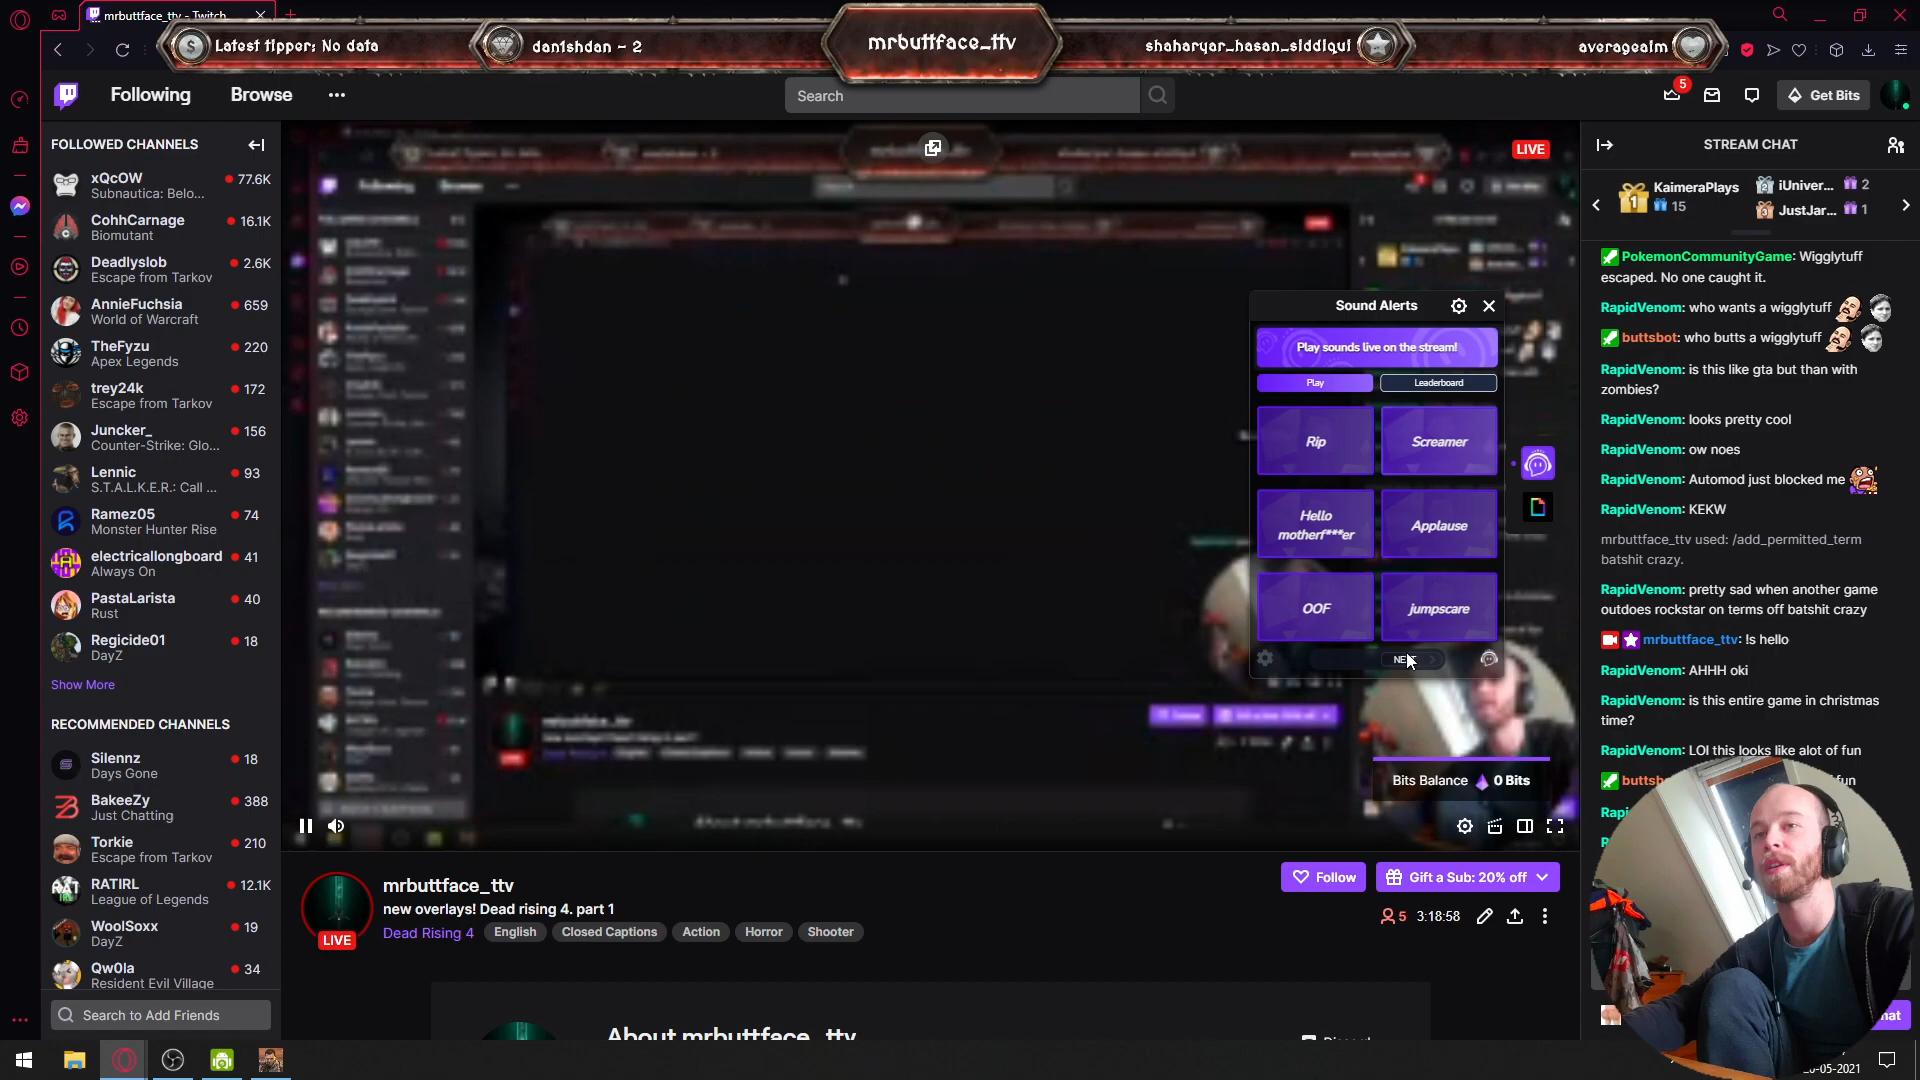 mrbuttface_ttv - Twitch
Latest tipper: No data
dan1shdan - 2
mrbuttface_ttv
shaharyar_hasan_siddiqui
averageaim
Following
Browse
Search
5
Get Bits
FOLLOWED CHANNELS
xQcOW
77.6K
Subnautica: Belo...
CohhCarnage
16.1K
Biomutant
Deadlyslob
2.6K
Escape from Tarkov
AnnieFuchsia
659
World of Warcraft
TheFyzu
220
Apex Legends
trey24k
172
Escape from Tarkov
Juncker_
156
Counter-Strike: Glo...
Lennic
93
S.T.A.L.K.E.R.: Call ...
Ramez05
74
Monster Hunter Rise
electricallongboard
41
Always On
PastaLarista
40
Rust
Regicide01
18
DayZ
Show More
RECOMMENDED CHANNELS
Silennz
18
Days Gone
BakeeZy
388
Just Chatting
Torkie
210
Escape from Tarkov
RATIRL
12.1K
League of Legends
WoolSoxx
19
DayZ
Qw0la
34
Resident Evil Village
Search to Add Friends
LIVE
Sound Alerts
Play sounds live on the stream!
Play
Leaderboard
Rip
Screamer
Hello
motherf***er
Applause
OOF
jumpscare
Bits Balance 0 Bits
LIVE
mrbuttface_ttv
new overlays! Dead rising 4. part 1
Dead Rising 4
English
Closed Captions
Action
Horror
Shooter
Follow
Gift a Sub: 20% off
5
3:18:58
About mrbuttface_ttv
STREAM CHAT
1
KaimeraPlays
15
iUniver...
2
JustJar...
1
PokemonCommunityGame: Wigglytuff
escaped. No one caught it.
RapidVenom: who wants a wigglytuff
buttsbot: who butts a wigglytuff
RapidVenom: is this like gta but than with
zombies?
RapidVenom: looks pretty cool
RapidVenom: ow noes
RapidVenom: Automod just blocked me
RapidVenom: KEKW
mrbuttface_ttv used: /add_permitted_term
batshit crazy.
RapidVenom: pretty sad when another game
outdoes rockstar on terms off batshit crazy
mrbuttface_ttv: !s hello
RapidVenom: AHHH oki
RapidVenom: is this entire game in christmas
time?
RapidVenom: LOl this looks like alot of fun
fun